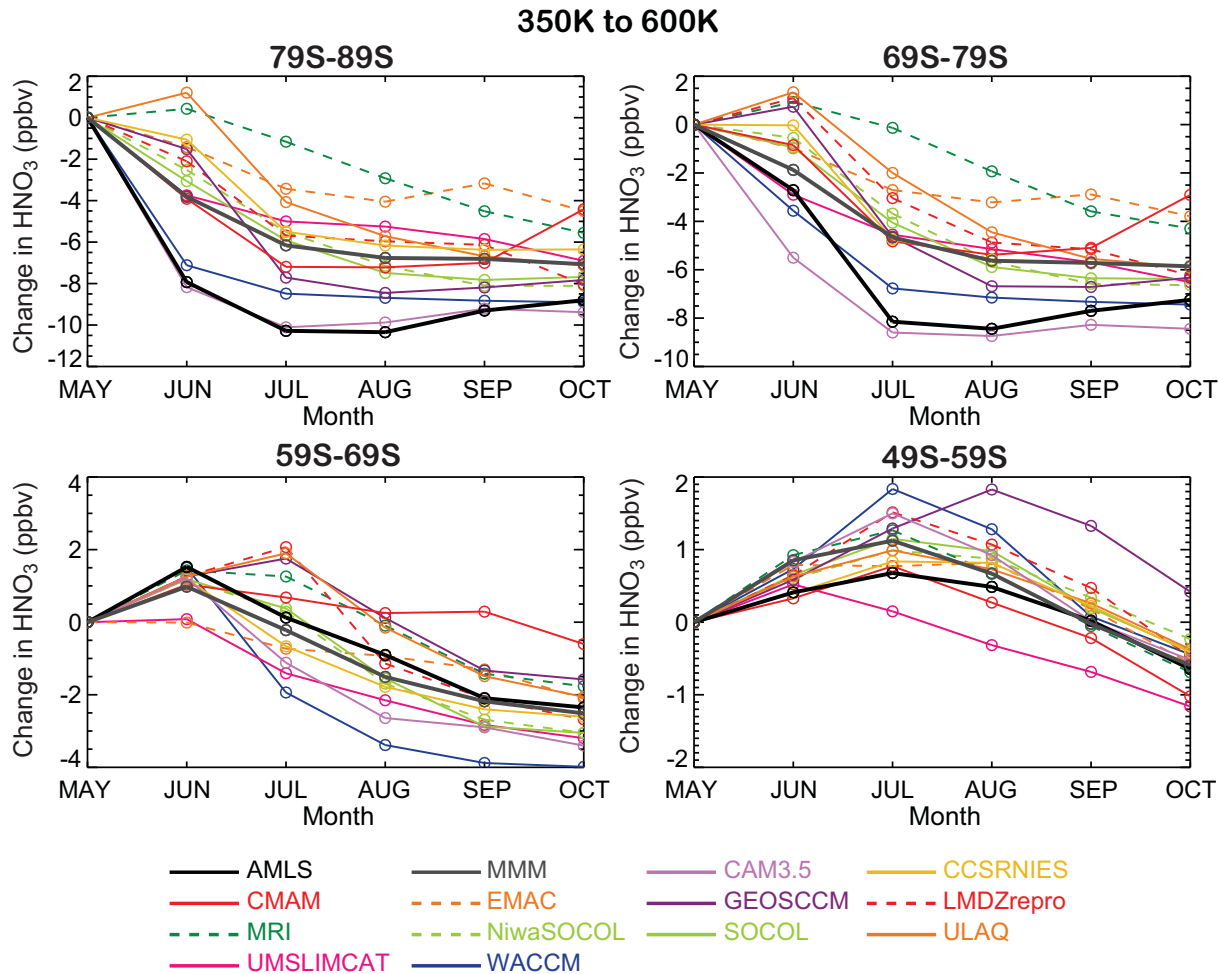 350K to 600K
79S-89S
69S-79S
Change in HNO3 (ppbv)
2
0
-2
-4
-6
-8
-10
-12
MAY JUN JUL AUG SEP OCT
Month
Change in HNO3 (ppbv)
2
0
-2
-4
-6
-8
-10
MAY JUN JUL AUG SEP OCT
Month
59S-69S
49S-59S
Change in HNO3 (ppbv)
4
2
0
-2
-4
MAY JUN JUL AUG SEP OCT
Month
Change in HNO3 (ppbv)
2
1
0
-1
-2
MAY JUN JUL AUG SEP OCT
Month
AMLS MMM CAM3.5 CCSRNIES
CMAM EMAC GEOSCCM LMDZrepro
MRI NiwaSOCOL SOCOL ULAQ
UMSLIMCAT WACCM